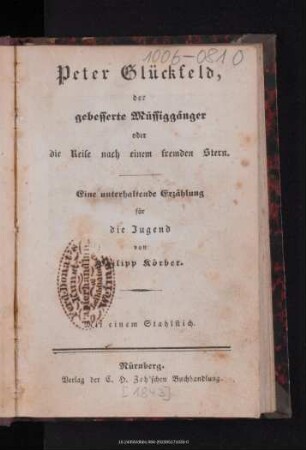 1006-081 0
Peter Glückfeld,
der
gebesserte Müssiggänger
oder
die Reise nach einem fremden Stern.
Eine unterhaltende Erzählung
für
die Jugend
von
Philipp Körber.
Mit einem Stahlstich.
Nürnberg.
Verlag der C. H. Zeh'schen Buchhandlung.
[1843]